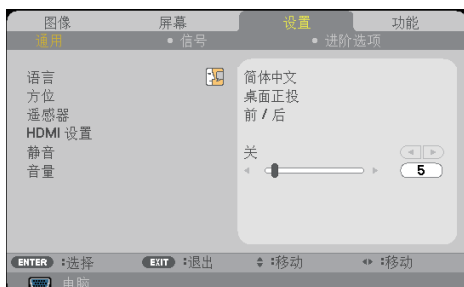 图像 屏幕 设置 功能
通用 • 信号 • 进阶选项
语言 简体中文
方位 桌面正投
遥感器 前 / 后
HDMI 设置
静音 关
音量 5
ENTER :选择 EXIT :退出 :移动 :移动
电脑